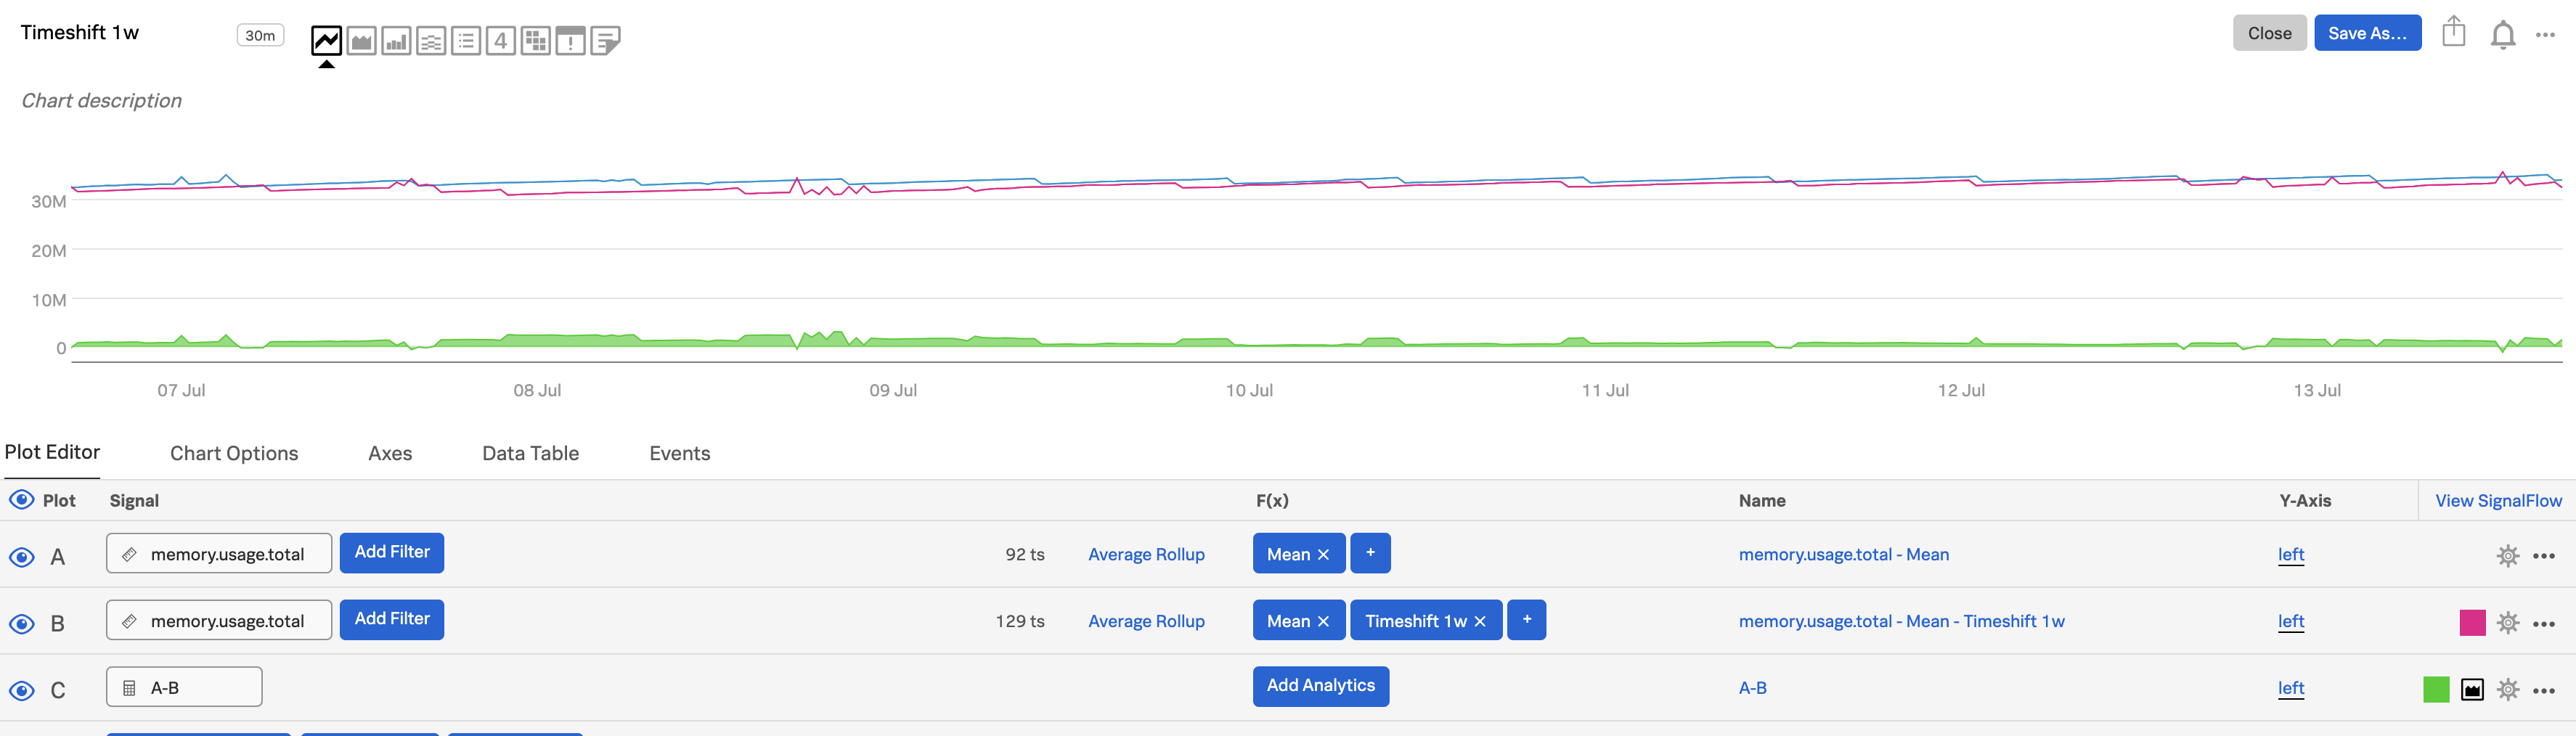 Timeshift 1w 30m 4 Close Save As...
Chart description
30M
20M
10M
0
07 Jul 08 Jul 09 Jul 10 Jul 11 Jul 12 Jul 13 Jul
Plot Editor Chart Options Axes Data Table Events
Plot Signal F(x) Name Y-Axis View SignalFlow
A memory.usage.total Add Filter 92 ts Average Rollup Mean × + memory.usage.total - Mean left
B memory.usage.total Add Filter 129 ts Average Rollup Mean × Timeshift 1w × + memory.usage.total - Mean - Timeshift 1w left
C A-B Add Analytics A-B left